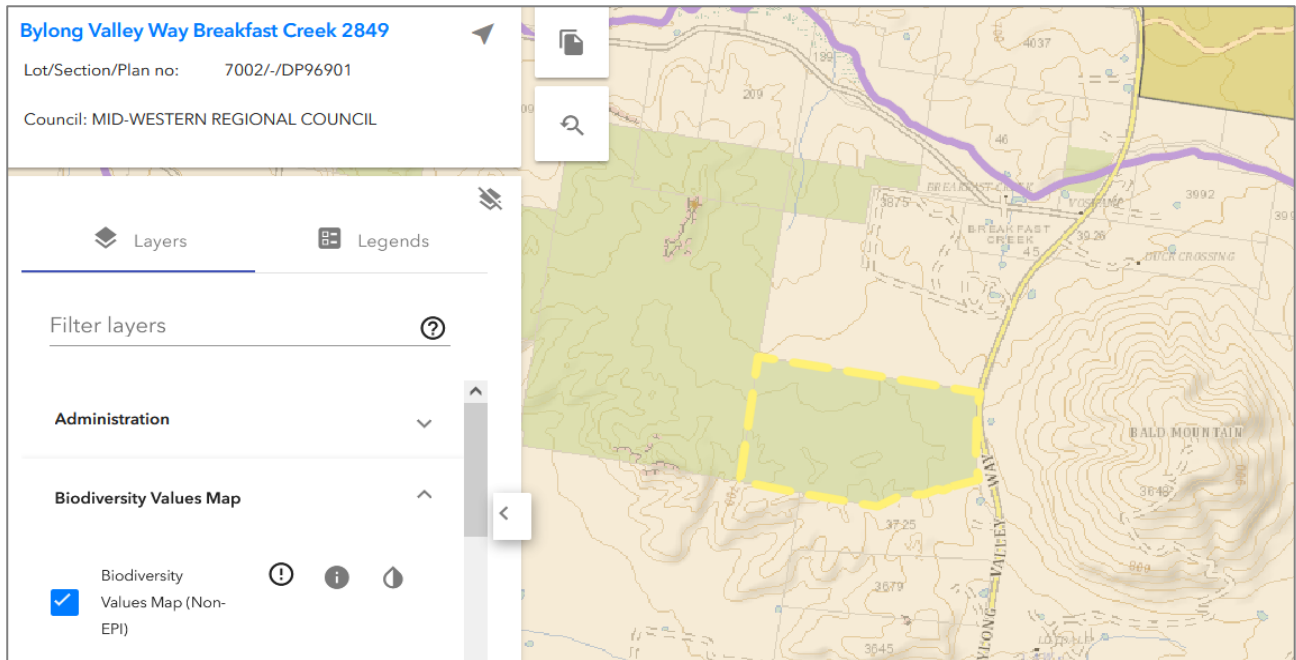 Bylong Valley Way Breakfast Creek 2849
Lot/Section/Plan no: 7002/-/DP96901
Council: MID-WESTERN REGIONAL COUNCIL
Layers
Legends
Filter layers
Administration
Biodiversity Values Map
Biodiversity
Values Map (Non-
EPI)
4037
189
209
46
BREAKFAST CREEK
3992
3875
BREAKFAST
CREEK
45
3926
DUCK CROSSING
BALD MOUNTAIN
3648
3725
BYLONG VALLEY WAY
800
3679
3645